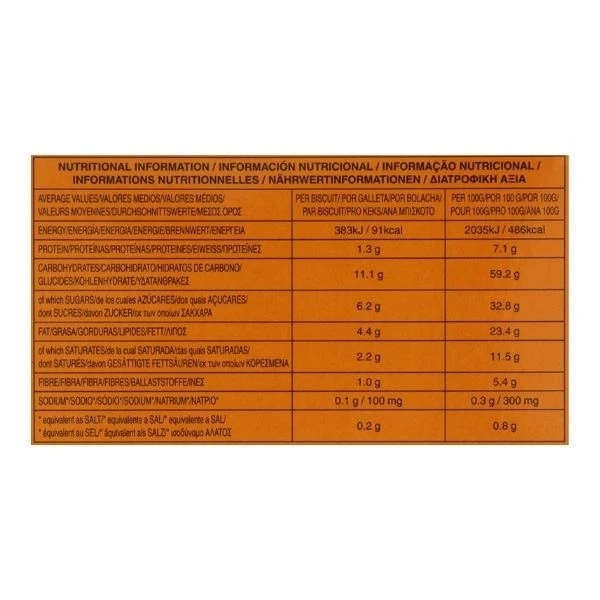 NUTRITIONAL INFORMATION / INFORMACIÓN NUTRICIONAL / INFORMAÇÃO NUTRICIONAL /
INFORMATIONS NUTRITIONNELLES / NÄHRWERTINFORMATIONEN / ΔΙΑΤΡΟΦΙΚΗ ΑΞΙΑ
AVERAGE VALUES/VALORES MEDIOS/VALORES MÉDIOS/
VALEURS MOYENNES/DURCHSCHNITTSWERTE/ΜΕΣΟΣ ΟΡΟΣ
PER BISCUIT/ POR GALLETA/POR BOLACHA/
PAR BISCUIT/PRO KEKS/ΑΝΑ ΜΠΙΣΚΟΤΟ
PER 100G/POR 100 G/POR 100G/
POUR 100G/PRO 100G/ΑΝΑ 100G
ENERGY/ENERGÍA/ENERGIA/ENERGIE/BRENNWERT/ΕΝΕΡΓΕΙΑ 383kJ / 91kcal 2035kJ / 486kcal
PROTEIN/PROTEÍNAS/PROTEÍNAS/PROTEINES/EIWEISS/ΠΡΩΤΕΪΝΕΣ 1.3 g 7.1 g
CARBOHYDRATES/CARBOHIDRATO/HIDRATOS DE CARBONO/
GLUCIDES/KOHLENHYDRATE/ΥΔΑΤΑΝΘΡΑΚΕΣ 11.1 g 59.2 g
of which SUGARS/de los cuales AZÚCARES/dos quais AÇUCARES/
dont SUCRES/davon ZUCKER/εκ των οποίων ΣΑΚΧΑΡΑ 6.2 g 32.8 g
FAT/GRASA/GORDURAS/LIPIDES/FETT/ΛΙΠΟΣ 4.4 g 23.4 g
of which SATURATES/de la cual SATURADA/das quais SATURADAS/
dont SATURÉS/davon GESÄTTIGTE FETTSÄUREN/εκ των οποίων ΚΟΡΕΣΜΕΝΑ 2.2 g 11.5 g
FIBRE/FIBRA/FIBRA/FIBRES/BALLASTSTOFFE/ΙΝΕΣ 1.0 g 5.4 g
SODIUM*/SODIO*/SÓDIO*/SODIUM*/NATRIUM*/ΝΑΤΡΙΟ* 0.1 g / 100 mg 0.3 g / 300 mg
* equivalent as SALT/* equivalente a SAL/* equivalente a SAL/
* équivalent au SEL/* äquivalent als SALZ/* ισοδύναμο ΑΛΑΤΟΣ 0.2 g 0.8 g